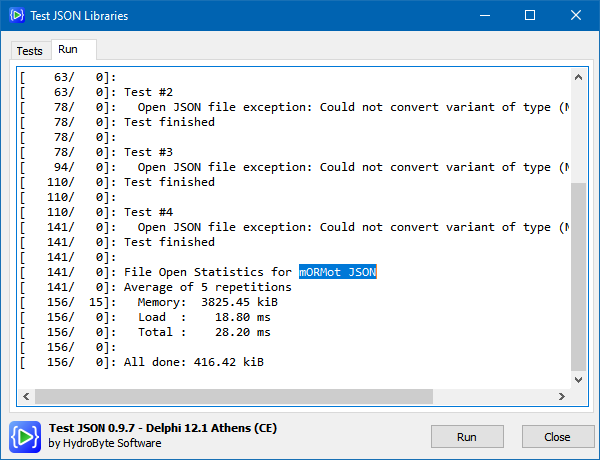 Test JSON Libraries
Tests
Run
[    63/   0]:
[    63/   0]: Test #2
[    78/   0]:   Open JSON file exception: Could not convert variant of type (
[    78/   0]: Test finished
[    78/   0]:
[    78/   0]: Test #3
[    94/   0]:   Open JSON file exception: Could not convert variant of type (
[   110/   0]: Test finished
[   110/   0]:
[   110/   0]: Test #4
[   141/   0]:   Open JSON file exception: Could not convert variant of type (
[   141/   0]: Test finished
[   141/   0]:
[   141/   0]: File Open Statistics for mORMot JSON
[   141/   0]: Average of 5 repetitions
[   156/  15]:   Memory:  3825.45 kiB
[   156/   0]:   Load  :    18.80 ms
[   156/   0]:   Total :    28.20 ms
[   156/   0]:
[   156/   0]: All done: 416.42 kiB
Test JSON 0.9.7 - Delphi 12.1 Athens (CE)
by HydroByte Software
Run
Close